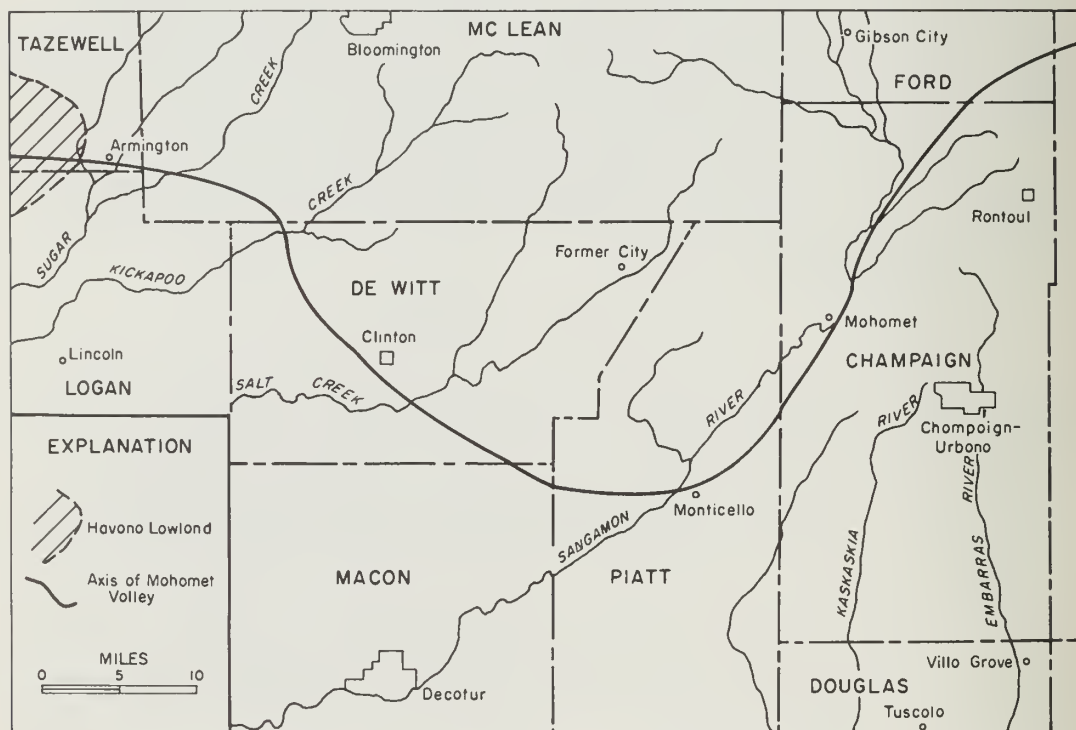 TAZEWELL
MC LEAN
Bloomington
Gibson City
FORD
CREEK
Armington
Rontoul
CREEK
SUGAR
KICKAPOO
Former City
DE WITT
Mohomet
Clinton
Lincoln
LOGAN
CHAMPAIGN
SALT CREEK
RIVER
RIVER
Chompoign-
Urbono
EXPLANATION
Havono Lowlond
Axis of Mohomet
Volley
MILES
0 5 10
Monticello
SANGAMON
MACON
PIATT
KASKASKIA
RIVER
EMBARRAS
Decotur
Villo Grove
DOUGLAS
Tuscolo